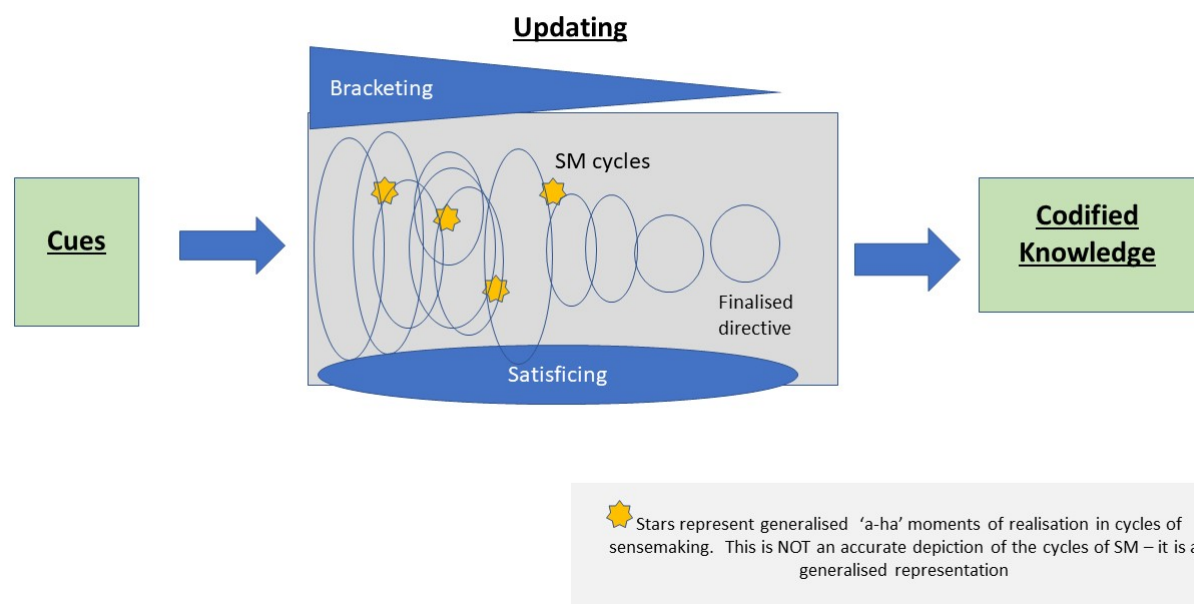 Updating
Bracketing
SM cycles
Cues
Codified
Knowledge
Finalised
directive
Satisficing
Stars represent generalised ‘a-ha’ moments of realisation in cycles of
sensemaking. This is NOT an accurate depiction of the cycles of SM – it is a
generalised representation